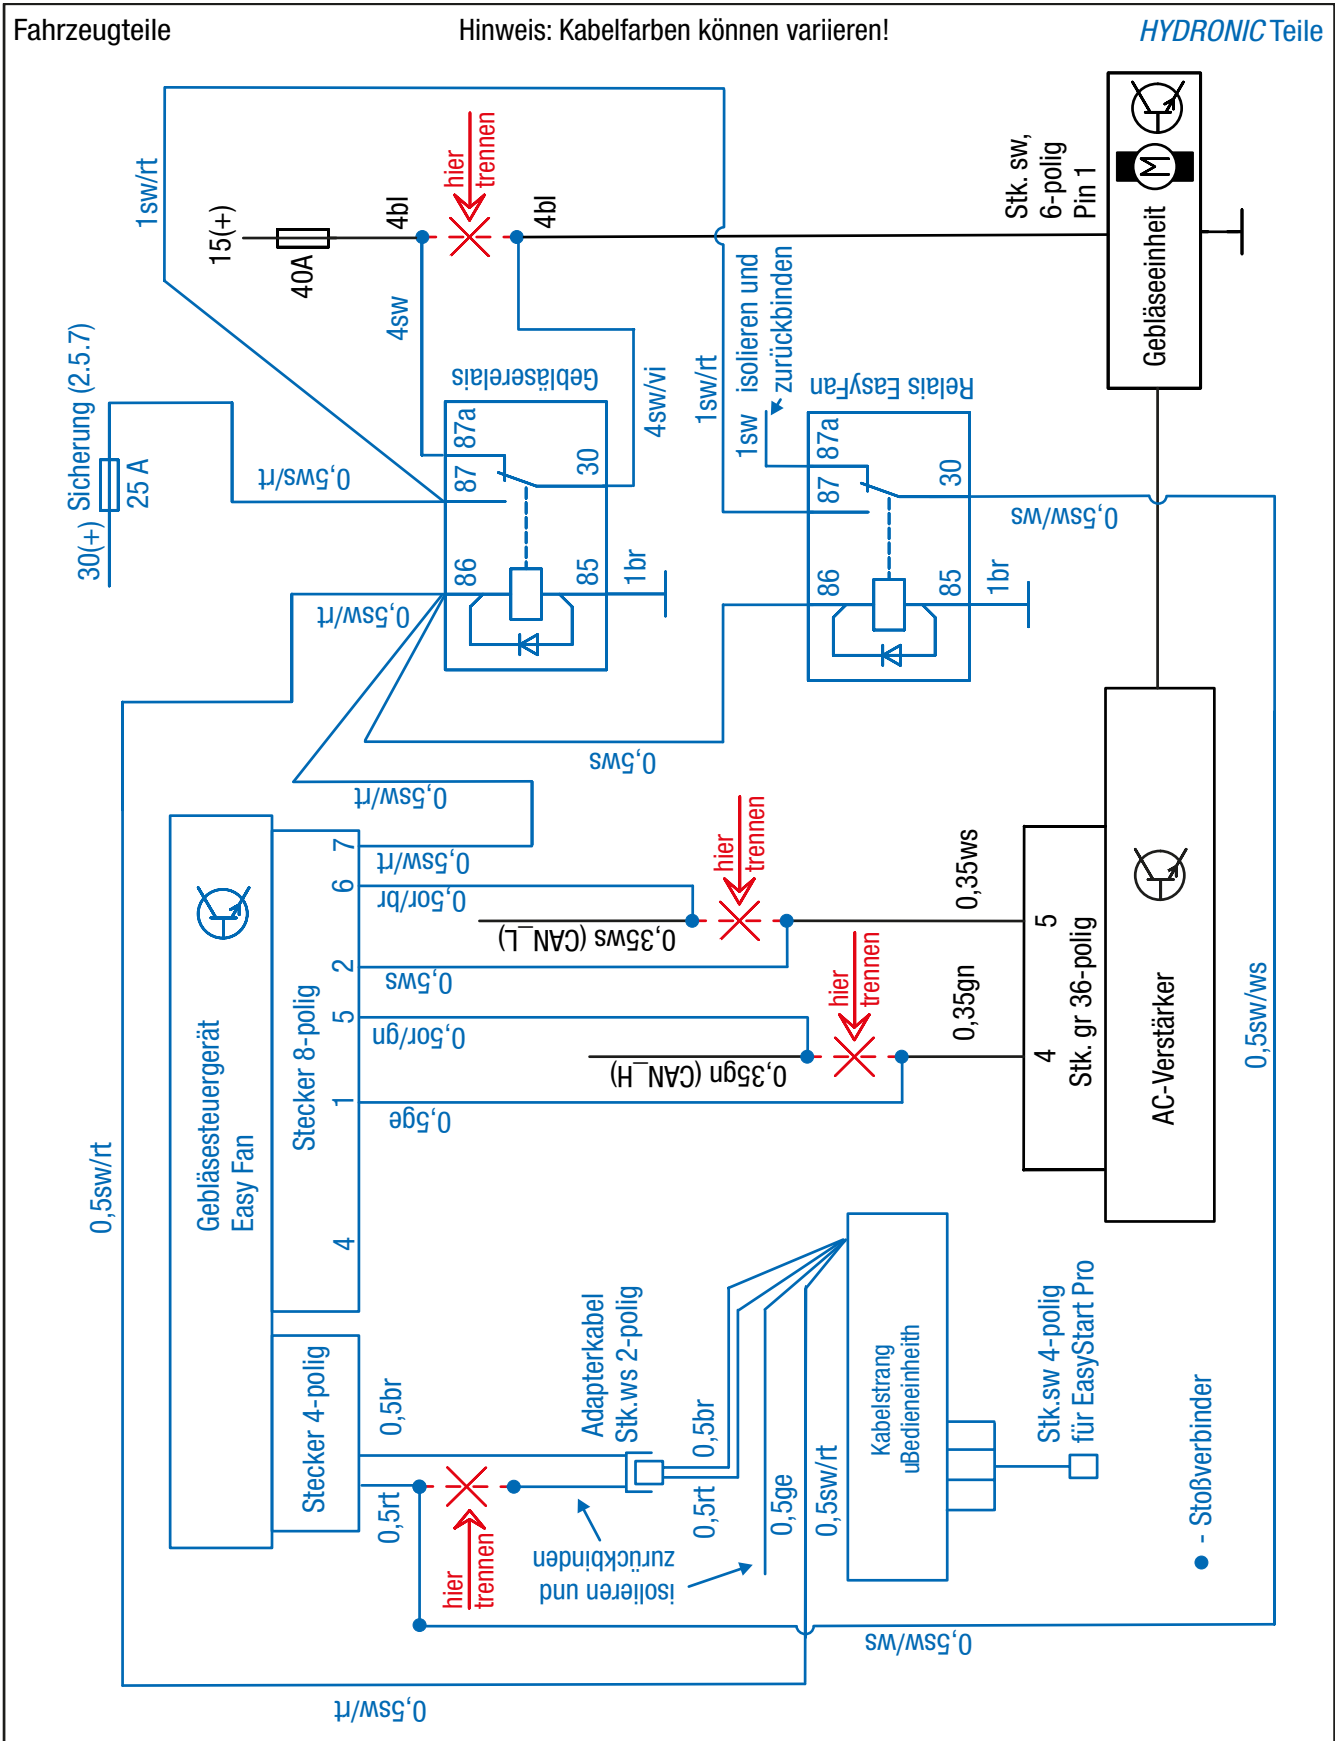 Fahrzeugteile
Hinweis: Kabelfarben können variieren!
HYDRONIC Teile
1sw/rt
15(+)
40A
4bl
hier
trennen
4bl
Stk. sw,
6-polig
Pin 1
M
Gebläseeinheit
30(+)
Sicherung (2.5.7)
25 A
0,5ws/rt
4sw
Gebläserelais
87a
87
30
86
85
1br
4sw/vi
1sw/rt
1sw
isolieren und
zurückbinden
Relais EasyFan
87a
87
30
86
85
1br
0,5sw/ws
0,5sw/rt
0,5ws
0,5sw/rt
0,5sw/rt
0,5or/br
0,35ws (CAN_L)
0,5ws
0,5or/gn
0,35gn (CAN_H)
0,5ge
hier
trennen
hier
trennen
0,35ws
0,35gn
5
4
Stk. gr 36-polig
AC-Verstärker
0,5sw/ws
0,5sw/rt
Gebläsesteuergerät
Easy Fan
Stecker 8-polig
7
6
2
5
1
4
Stecker 4-polig
0,5br
0,5rt
hier
trennen
Adapterkabel
Stk.ws 2-polig
isolieren und
zurückbinden
0,5br
0,5rt
0,5ge
0,5sw/rt
Kabelstrang
uBedieneinheith
Stk.sw 4-polig
für EasyStart Pro
- Stoßverbinder
0,5sw/ws
0,5sw/rt